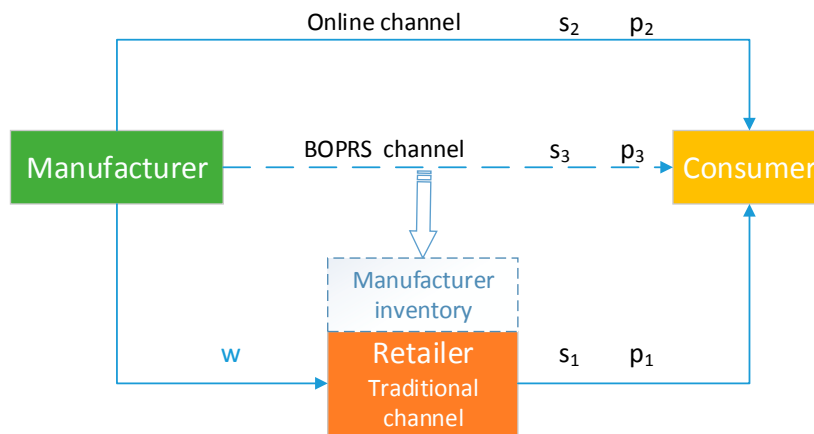 Online channel s2 p2
Manufacturer
BOPRS channel s3 p3
Consumer
Manufacturer
inventory
w
Retailer
Traditional
channel
s1 p1